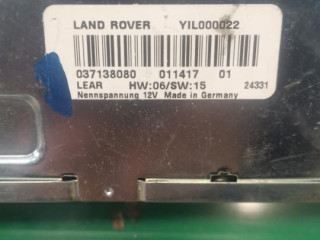 LAND ROVER YIL000022
037138080 011417 01
LEAR HW:06/SW:15 24331
Nennspannung 12V Made in Germany